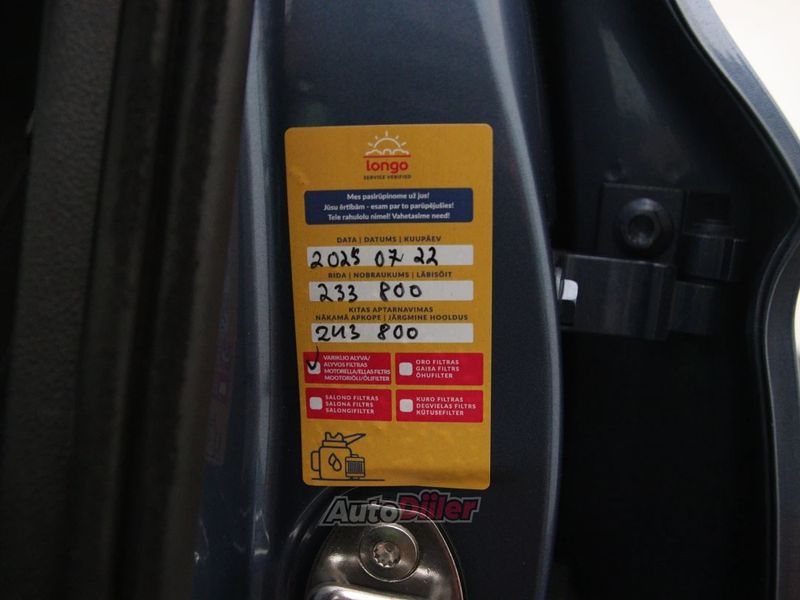 longo
SERVICE VERIFIED
Mes pasirūpinome už jus!
Jūsu ērtībām - esam par to parūpējušies!
Teie rahulolu nimel! Vahetasime need!
DATA | DATUMS | KUUPÄEV
2025 07 22
RIDA | NOBRAUKUMS | LÄBISÕIT
233 800
KITAS APTARNAVIMAS
NĀKAMĀ APKOPE | JÄRGMINE HOOLDUS
243 800
VARIKLIO ALYVA/
ALYVOS FILTRAS
MOTOREĻĻA/EĻĻAS FILTRS
MOOTORIÕLI/ÕLIFILTER
ORO FILTRAS
GAISA FILTRS
ÕHUFILTER
SALONO FILTRAS
SALONA FILTRS
SALONGIFILTER
KURO FILTRAS
DEGVIELAS FILTRS
KÜTUSEFILTER
AutoDiiler